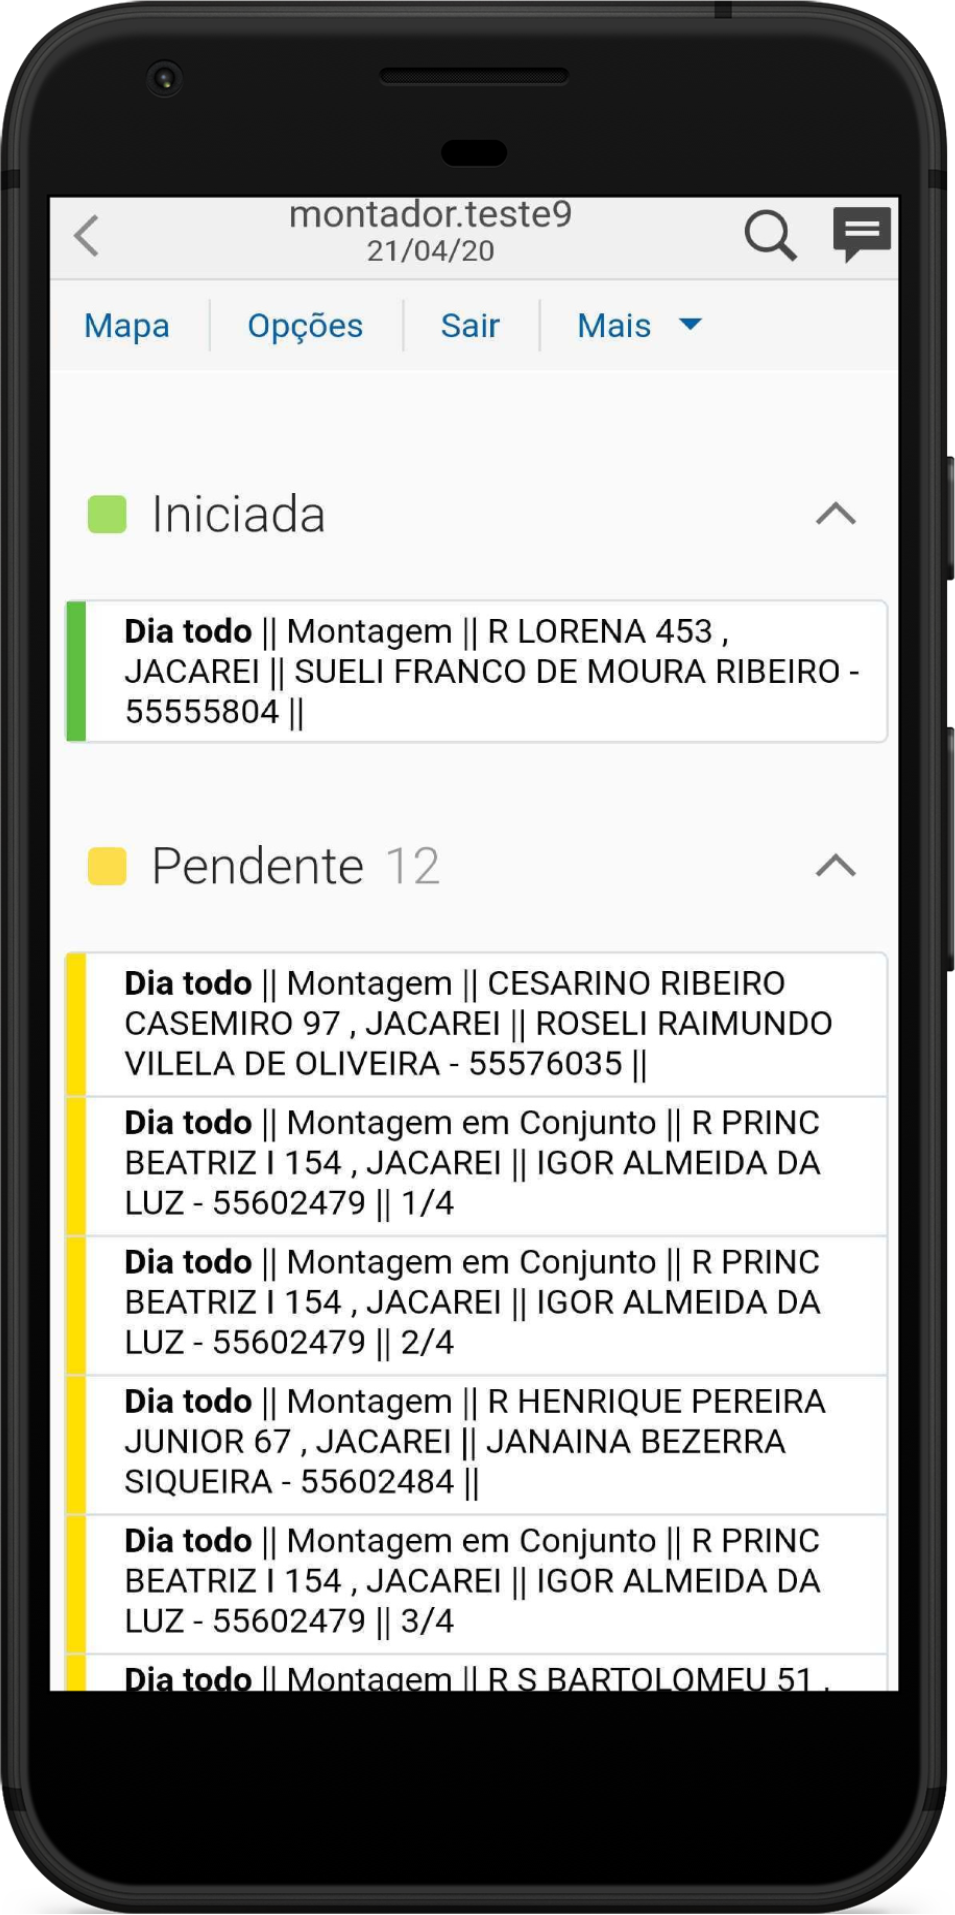 montador.teste9
21/04/20
Mapa Opções Sair Mais
Iniciada
Dia todo || Montagem || R LORENA 453 ,
JACAREI || SUELI FRANCO DE MOURA RIBEIRO -
55555804 ||
Pendente 12
Dia todo || Montagem || CESARINO RIBEIRO
CASEMIRO 97 , JACAREI || ROSELI RAIMUNDO
VILELA DE OLIVEIRA - 55576035 ||
Dia todo || Montagem em Conjunto || R PRINC
BEATRIZ I 154 , JACAREI || IGOR ALMEIDA DA
LUZ - 55602479 || 1/4
Dia todo || Montagem em Conjunto || R PRINC
BEATRIZ I 154 , JACAREI || IGOR ALMEIDA DA
LUZ - 55602479 || 2/4
Dia todo || Montagem || R HENRIQUE PEREIRA
JUNIOR 67 , JACAREI || JANAINA BEZERRA
SIQUEIRA - 55602484 ||
Dia todo || Montagem em Conjunto || R PRINC
BEATRIZ I 154 , JACAREI || IGOR ALMEIDA DA
LUZ - 55602479 || 3/4
Dia todo || Montagem || R S BARTOLOMEU 51 ,